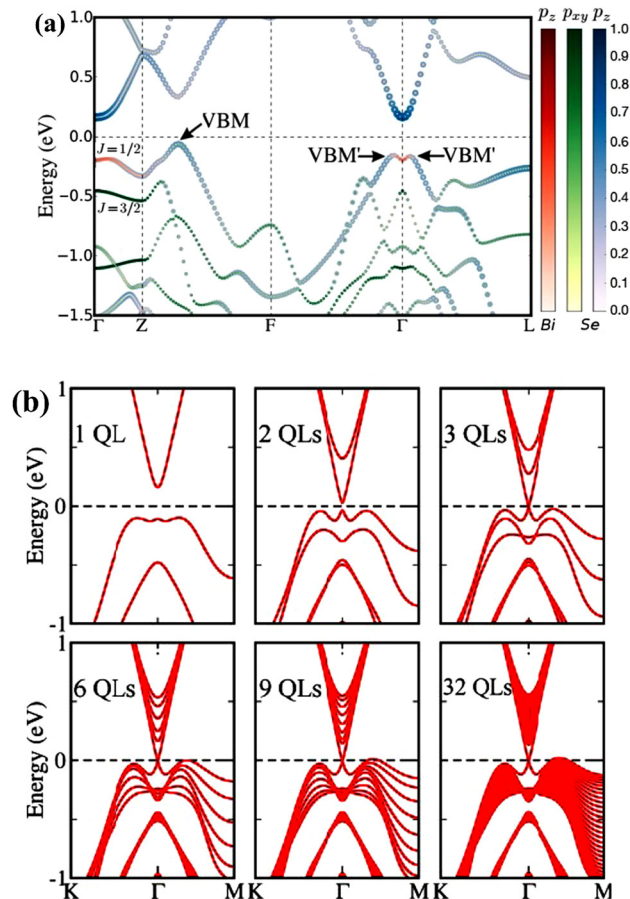 (a)
p_z p_xy p_z
1.0
0.9
0.8
0.7
0.6
0.5
0.4
0.3
0.2
0.1
0.0
Bi Se
Energy (eV)
1.0
0.5
0.0
−0.5
−1.0
−1.5
VBM
VBM' VBM'
J=1/2
J=3/2
Γ Z F Γ L
(b)
1 QL 2 QLs 3 QLs
Energy (eV)
1
0
-1
6 QLs 9 QLs 32 QLs
Energy (eV)
1
0
-1
K Γ M K Γ M K Γ M